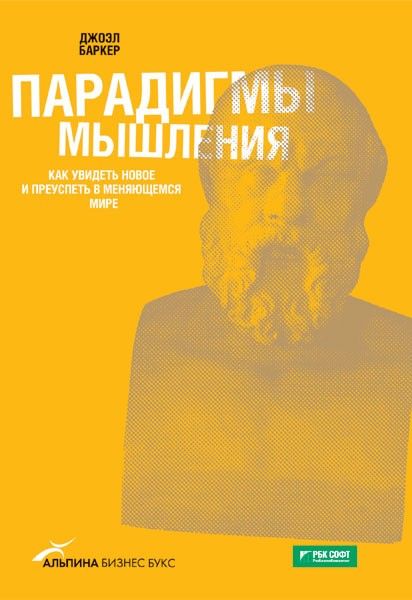 ДЖОЭЛ
БАРКЕР
ПАРАДИГМЫ
МЫШЛЕНИЯ
КАК УВИДЕТЬ НОВОЕ
И ПРЕУСПЕТЬ В МЕНЯЮЩЕМСЯ
МИРЕ
АЛЬПИНА БИЗНЕС БУКС
РБК СОФТ